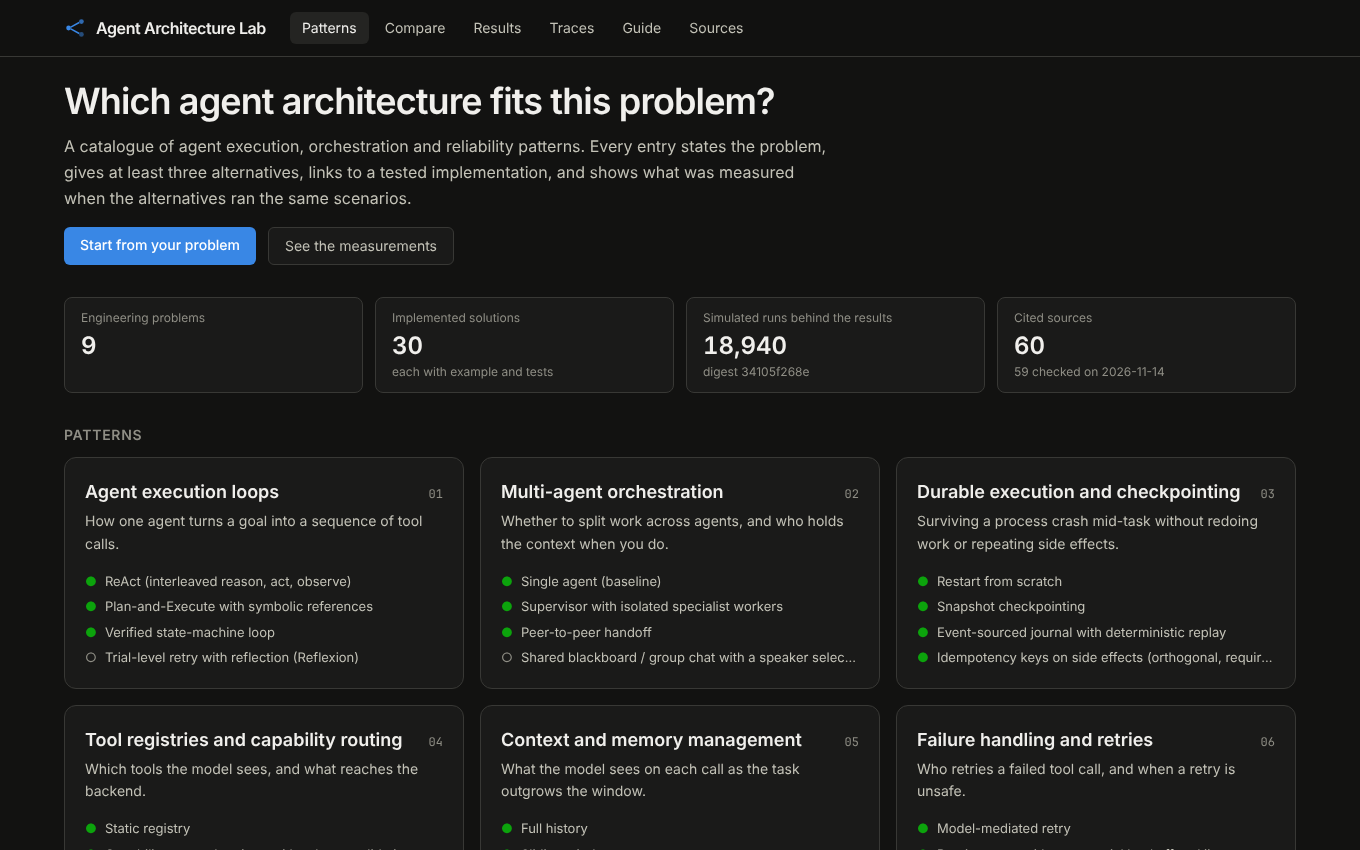 Agent Architecture Lab
Patterns
Compare
Results
Traces
Guide
Sources
Which agent architecture fits this problem?
A catalogue of agent execution, orchestration and reliability patterns. Every entry states the problem,
gives at least three alternatives, links to a tested implementation, and shows what was measured
when the alternatives ran the same scenarios.
Start from your problem
See the measurements
Engineering problems
9
Implemented solutions
30
each with example and tests
Simulated runs behind the results
18,940
digest 34105f268e
Cited sources
60
59 checked on 2026-11-14
PATTERNS
Agent execution loops
01
How one agent turns a goal into a sequence of tool
calls.
ReAct (interleaved reason, act, observe)
Plan-and-Execute with symbolic references
Verified state-machine loop
Trial-level retry with reflection (Reflexion)
Multi-agent orchestration
02
Whether to split work across agents, and who holds
the context when you do.
Single agent (baseline)
Supervisor with isolated specialist workers
Peer-to-peer handoff
Shared blackboard / group chat with a speaker selec...
Durable execution and checkpointing
03
Surviving a process crash mid-task without redoing
work or repeating side effects.
Restart from scratch
Snapshot checkpointing
Event-sourced journal with deterministic replay
Idempotency keys on side effects (orthogonal, requir...
Tool registries and capability routing
04
Which tools the model sees, and what reaches the
backend.
Static registry
Context and memory management
05
What the model sees on each call as the task
outgrows the window.
Full history
Failure handling and retries
06
Who retries a failed tool call, and when a retry is
unsafe.
Model-mediated retry